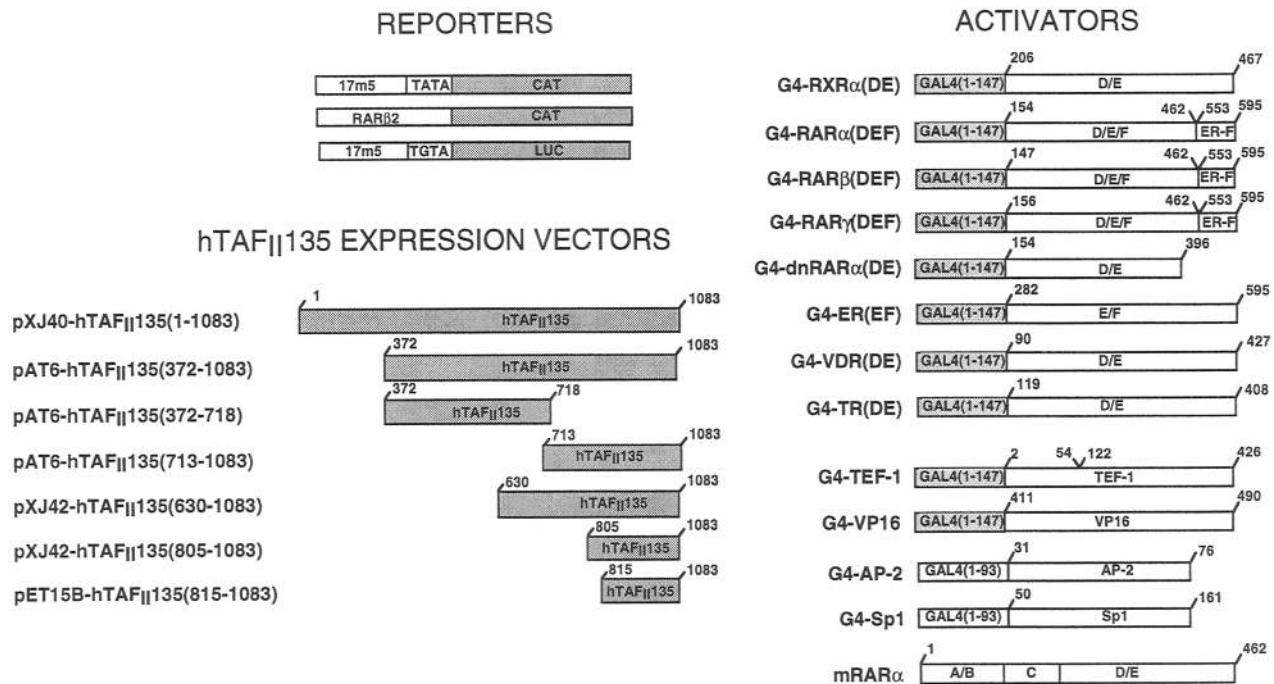 REPORTERS
17m5 TATA CAT
RARβ2 CAT
17m5 TGTA LUC
hTAFII135 EXPRESSION VECTORS
1 1083
pXJ40-hTAFII135(1-1083) hTAFII135
372 1083
pAT6-hTAFII135(372-1083) hTAFII135
372 718
pAT6-hTAFII135(372-718) hTAFII135
713 1083
pAT6-hTAFII135(713-1083) hTAFII135
630 1083
pXJ42-hTAFII135(630-1083) hTAFII135
805 1083
pXJ42-hTAFII135(805-1083) hTAFII135
815 1083
pET15B-hTAFII135(815-1083) hTAFII135
ACTIVATORS
206 467
G4-RXRα(DE) GAL4(1-147) D/E
154 462 553 595
G4-RARα(DEF) GAL4(1-147) D/E/F ER-F
147 462 553 595
G4-RARβ(DEF) GAL4(1-147) D/E/F ER-F
156 462 553 595
G4-RARγ(DEF) GAL4(1-147) D/E/F ER-F
154 396
G4-dnRARα(DE) GAL4(1-147) D/E
282 595
G4-ER(EF) GAL4(1-147) E/F
90 427
G4-VDR(DE) GAL4(1-147) D/E
119 408
G4-TR(DE) GAL4(1-147) D/E
2 54 122 426
G4-TEF-1 GAL4(1-147) TEF-1
411 490
G4-VP16 GAL4(1-147) VP16
31 76
G4-AP-2 GAL4(1-93) AP-2
50 161
G4-Sp1 GAL4(1-93) Sp1
1 462
mRARα A/B C D/E